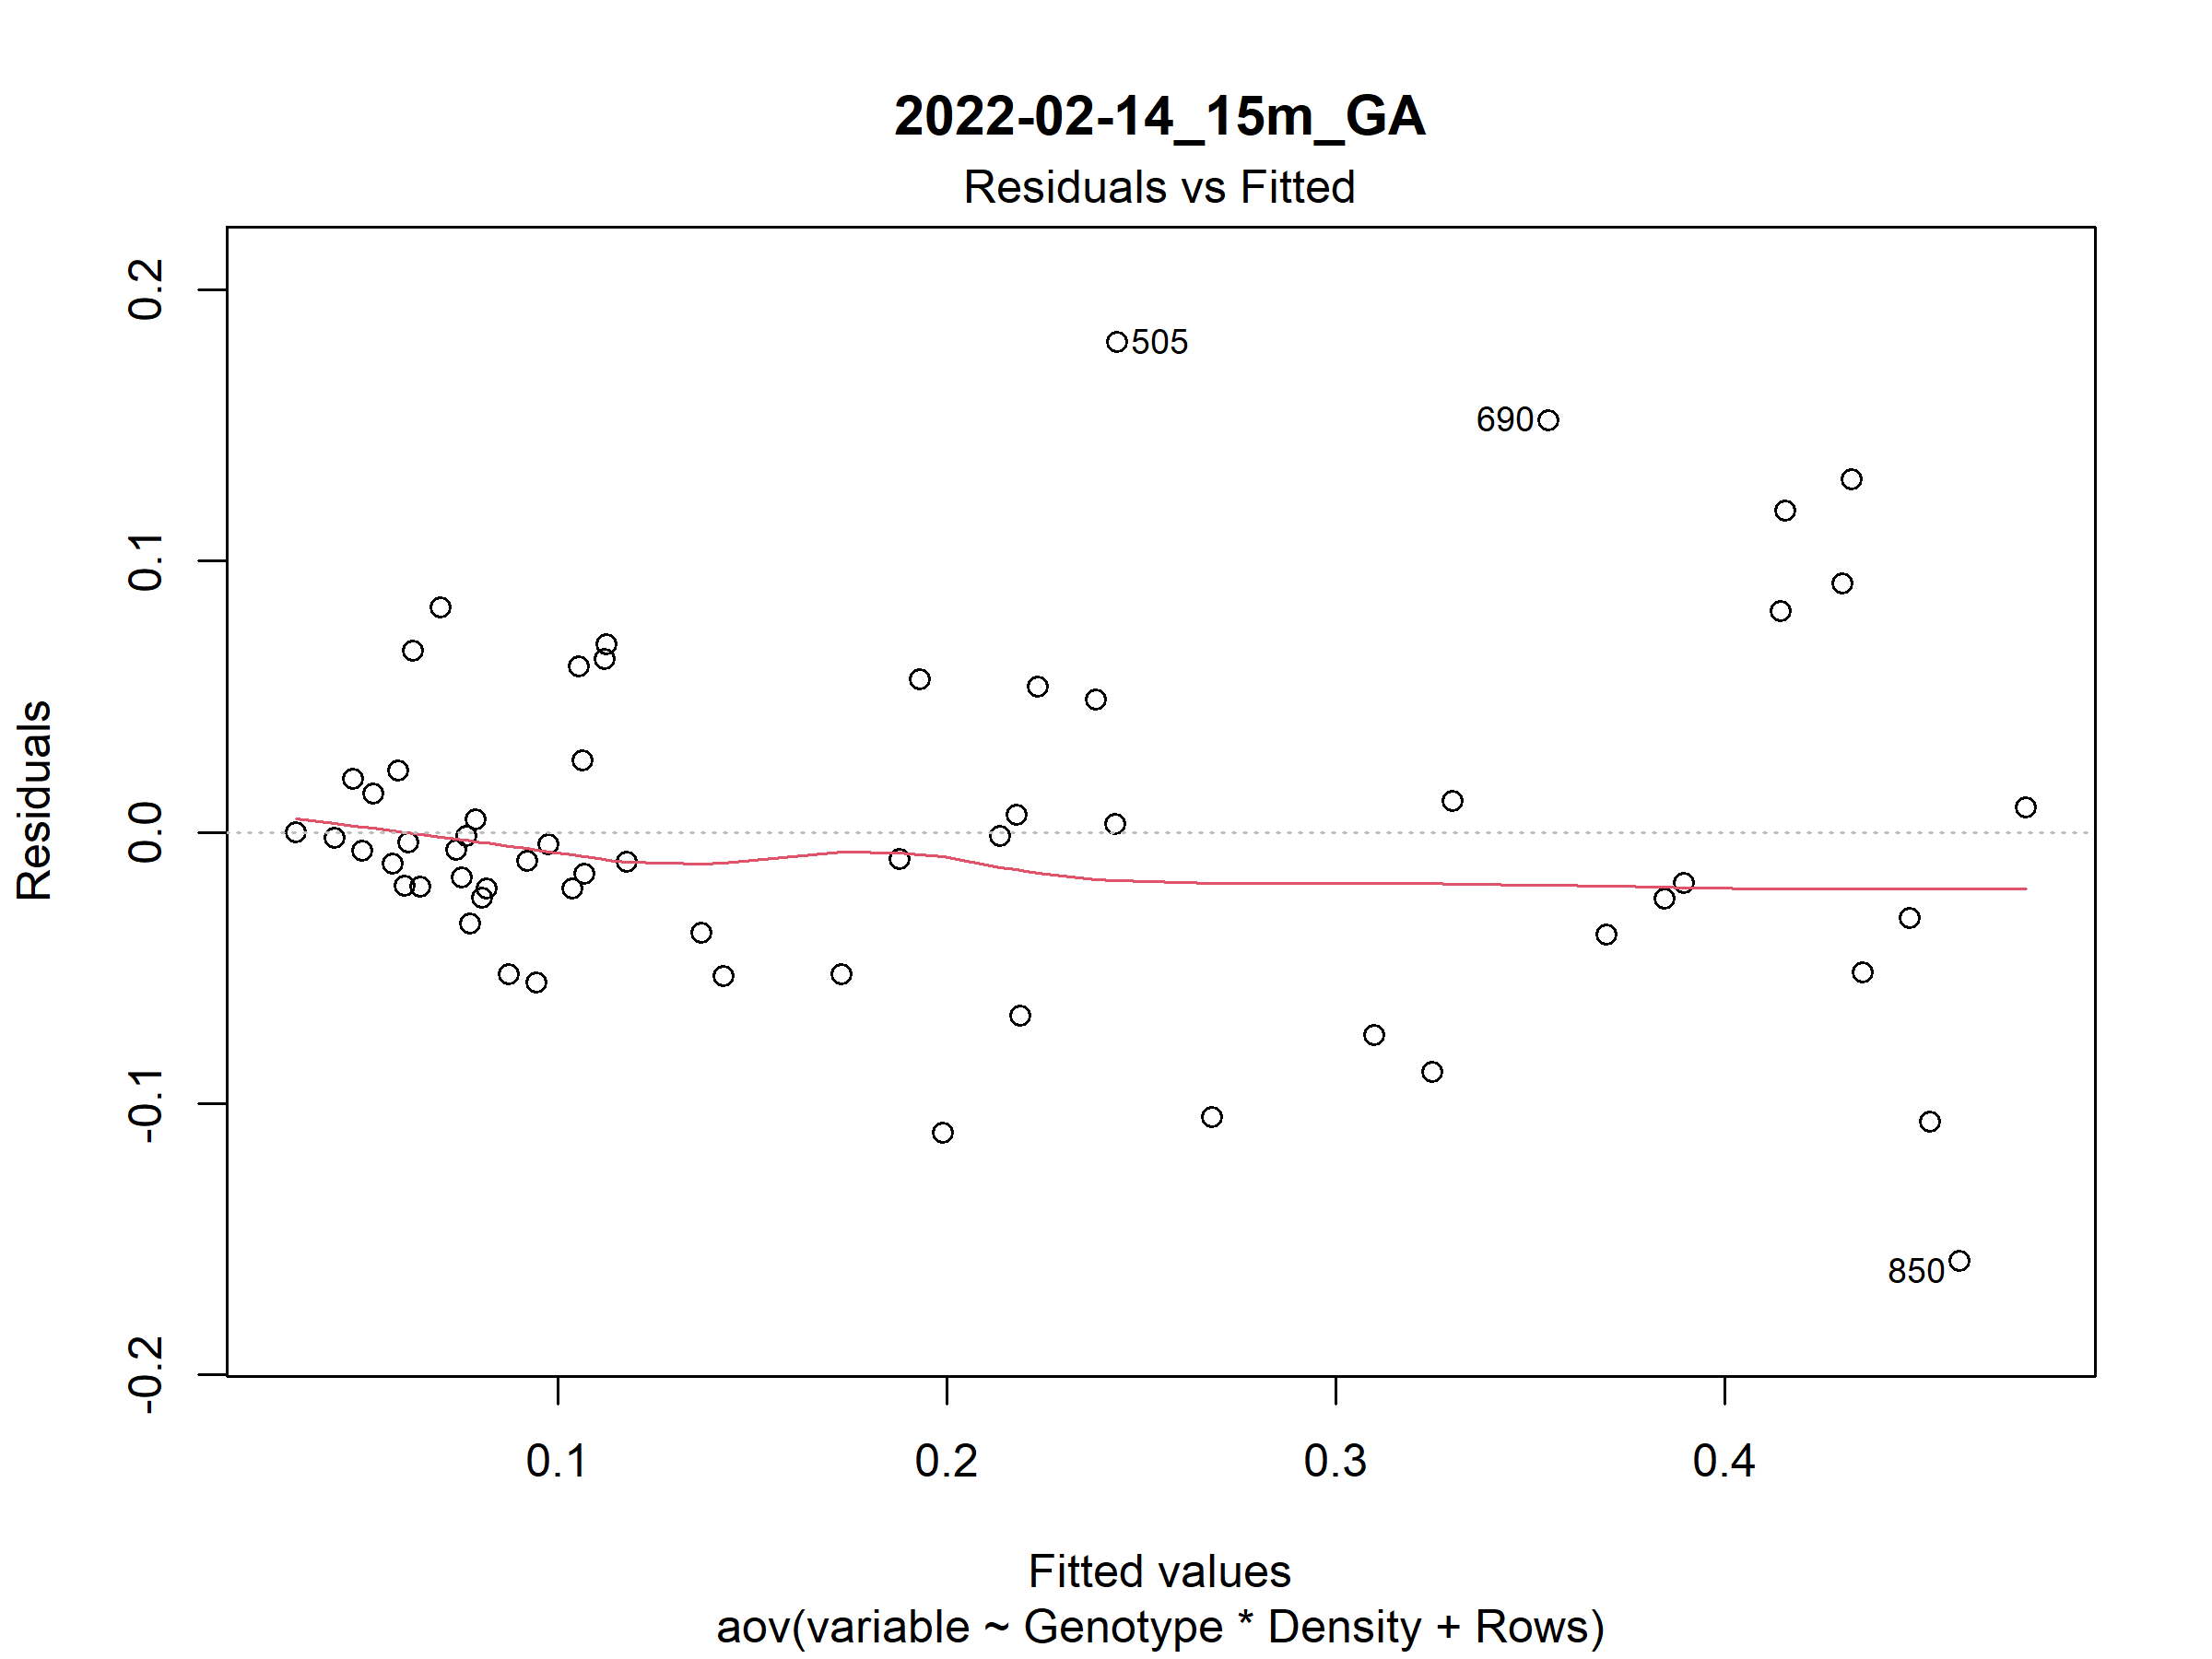 2022-02-14_15m_GA
Residuals vs Fitted
Residuals
0.2
0.1
0.0
-0.1
-0.2
505
690
850
0.1 0.2 0.3 0.4
Fitted values
aov(variable ~ Genotype * Density + Rows)